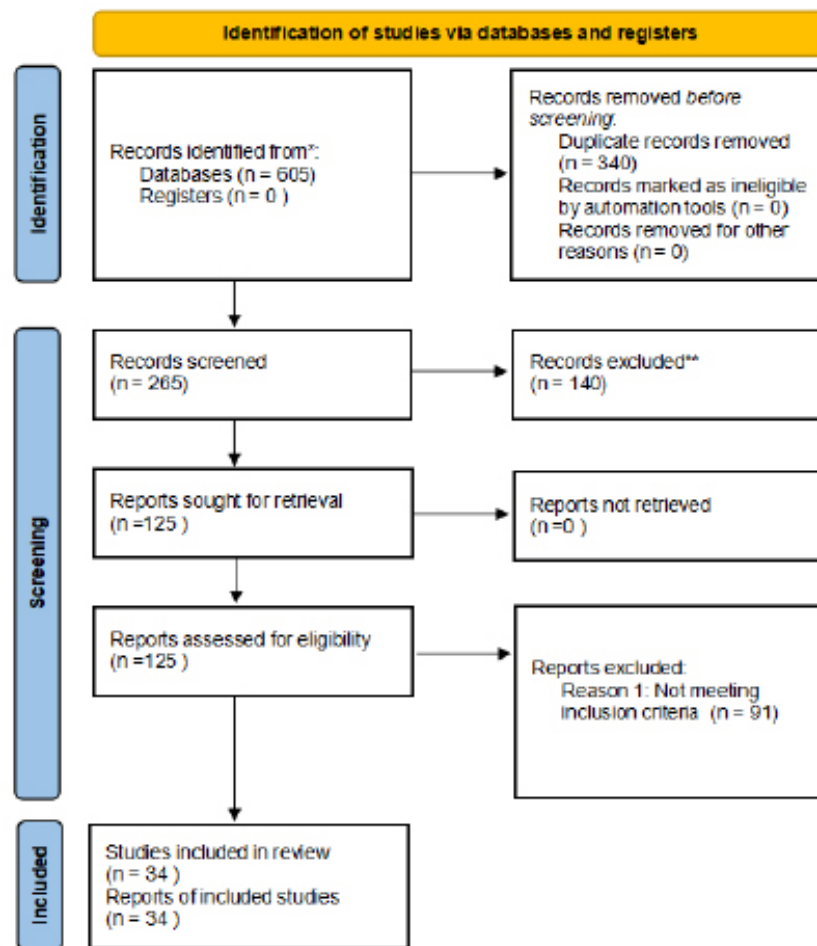 Identification of studies via databases and registers
Identification
Records identified from*:
Databases (n = 605)
Registers (n = 0 )
Records removed before
screening:
Duplicate records removed
(n = 340)
Records marked as ineligible
by automation tools (n = 0)
Records removed for other
reasons (n = 0)
Screening
Records screened
(n = 265)
Records excluded**
(n = 140)
Reports sought for retrieval
(n =125 )
Reports not retrieved
(n =0 )
Reports assessed for eligibility
(n =125 )
Reports excluded:
Reason 1: Not meeting
inclusion criteria (n = 91)
Included
Studies included in review
(n = 34 )
Reports of included studies
(n = 34 )